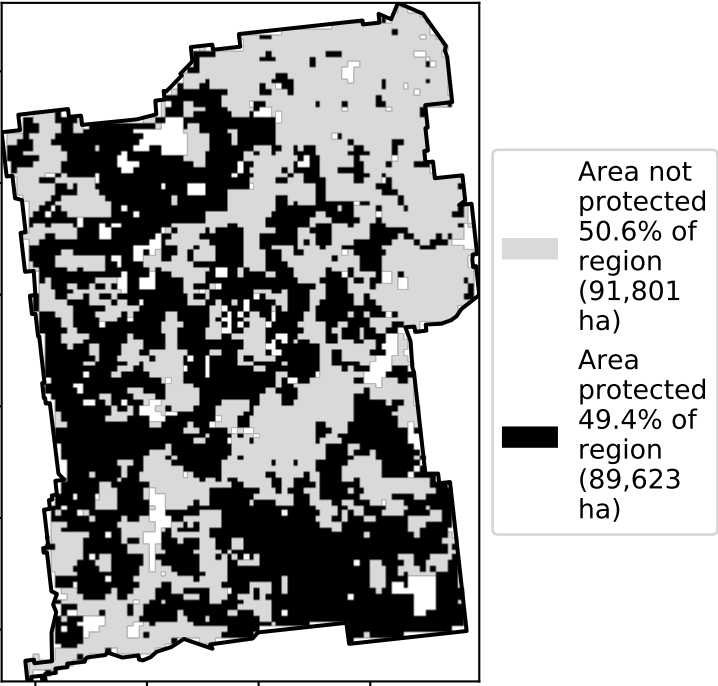 Area not
protected
50.6% of
region
(91,801
ha)
Area
protected
49.4% of
region
(89,623
ha)